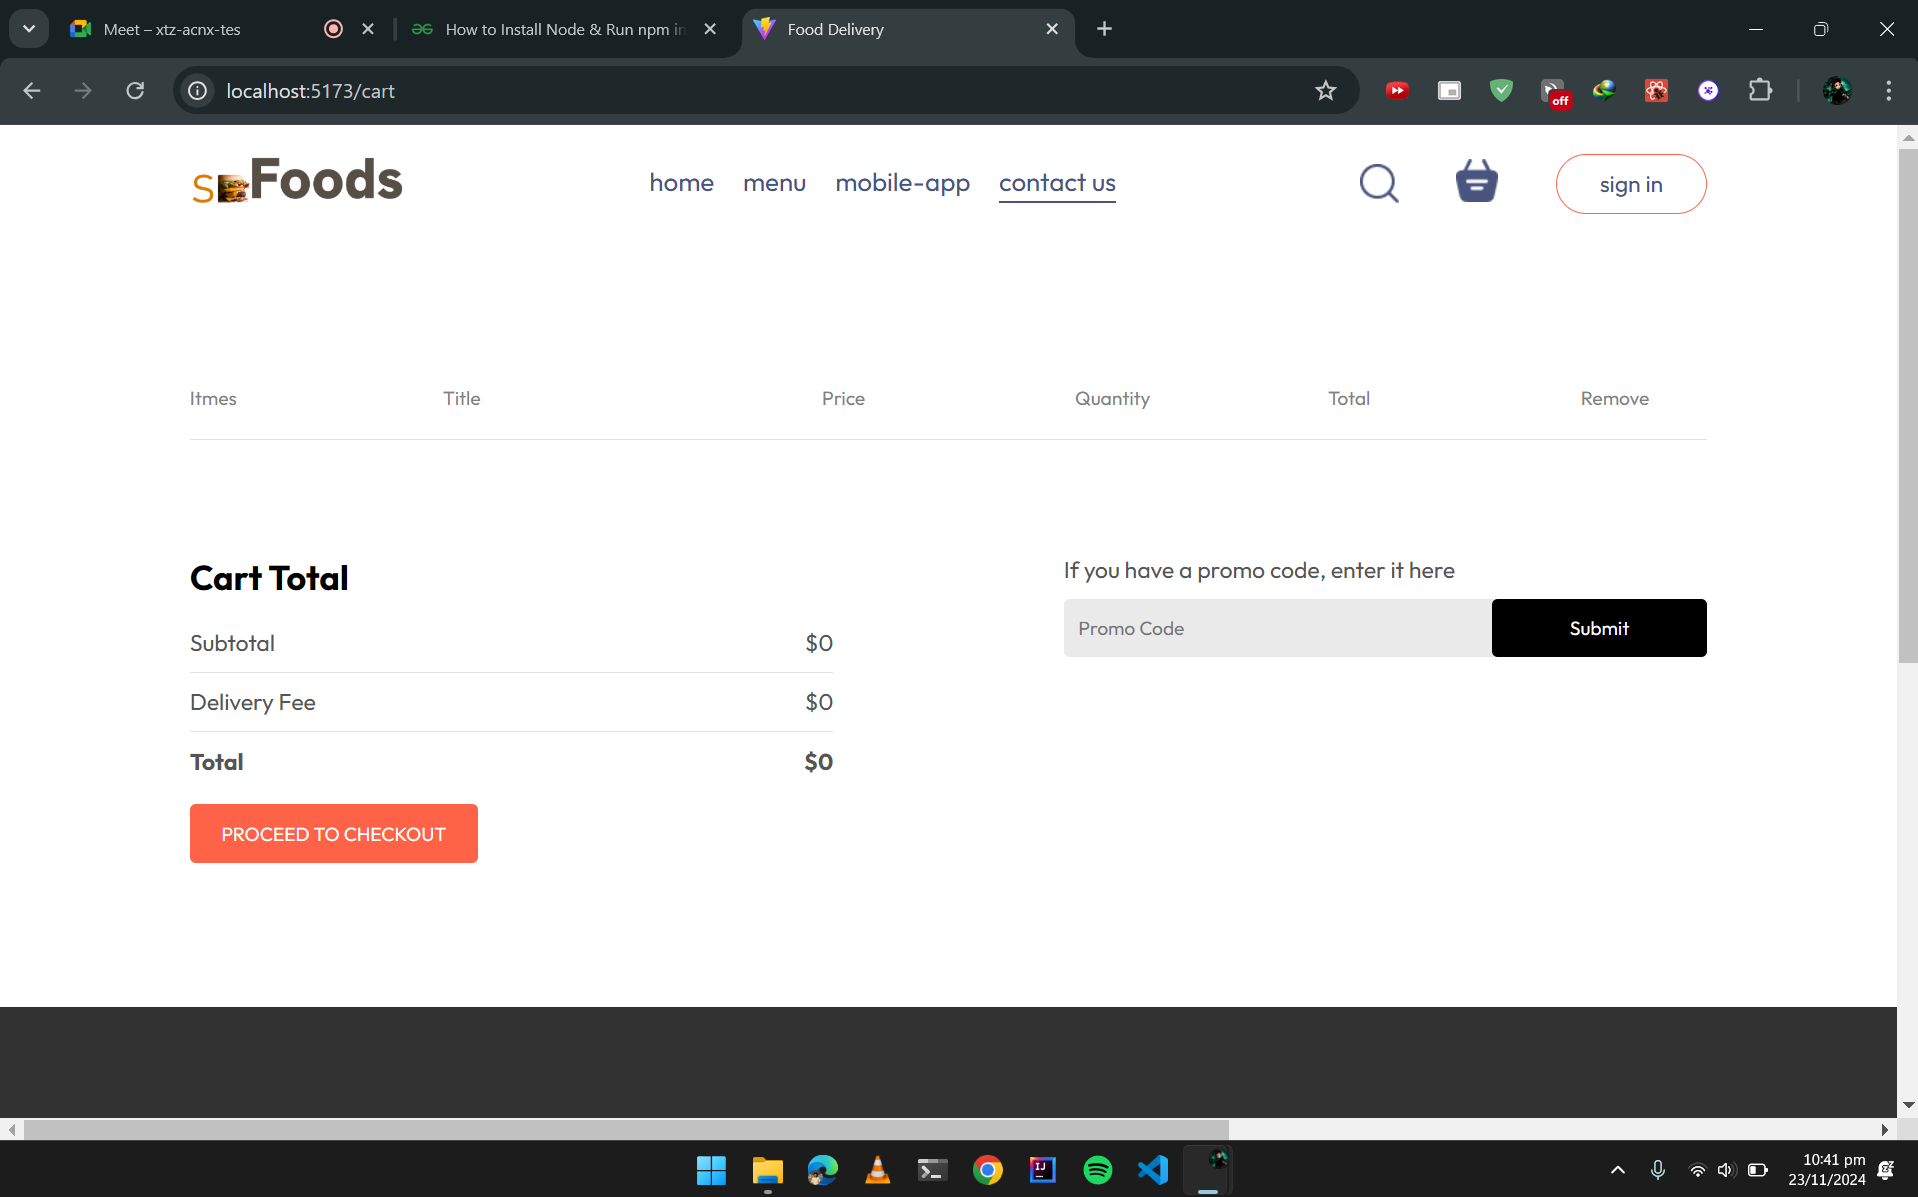 Meet – xtz-acnx-tes
How to Install Node & Run npm in
Food Delivery
localhost:5173/cart
off
S Foods
home menu mobile-app contact us
sign in
Itmes Title Price Quantity Total Remove
Cart Total
Subtotal $0
Delivery Fee $0
Total $0
PROCEED TO CHECKOUT
If you have a promo code, enter it here
Promo Code
Submit
10:41 pm
23/11/2024